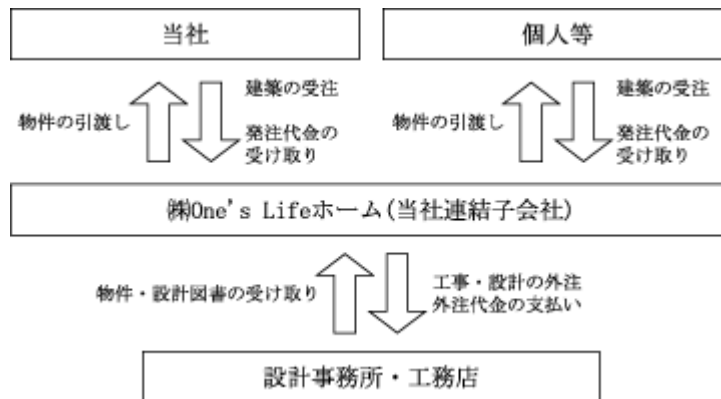 当社
個人等
物件の引渡し
建築の受注
発注代金の
受け取り
物件の引渡し
建築の受注
発注代金の
受け取り
㈱One's Lifeホーム(当社連結子会社)
物件・設計図書の受け取り
工事・設計の外注
外注代金の支払い
設計事務所・工務店